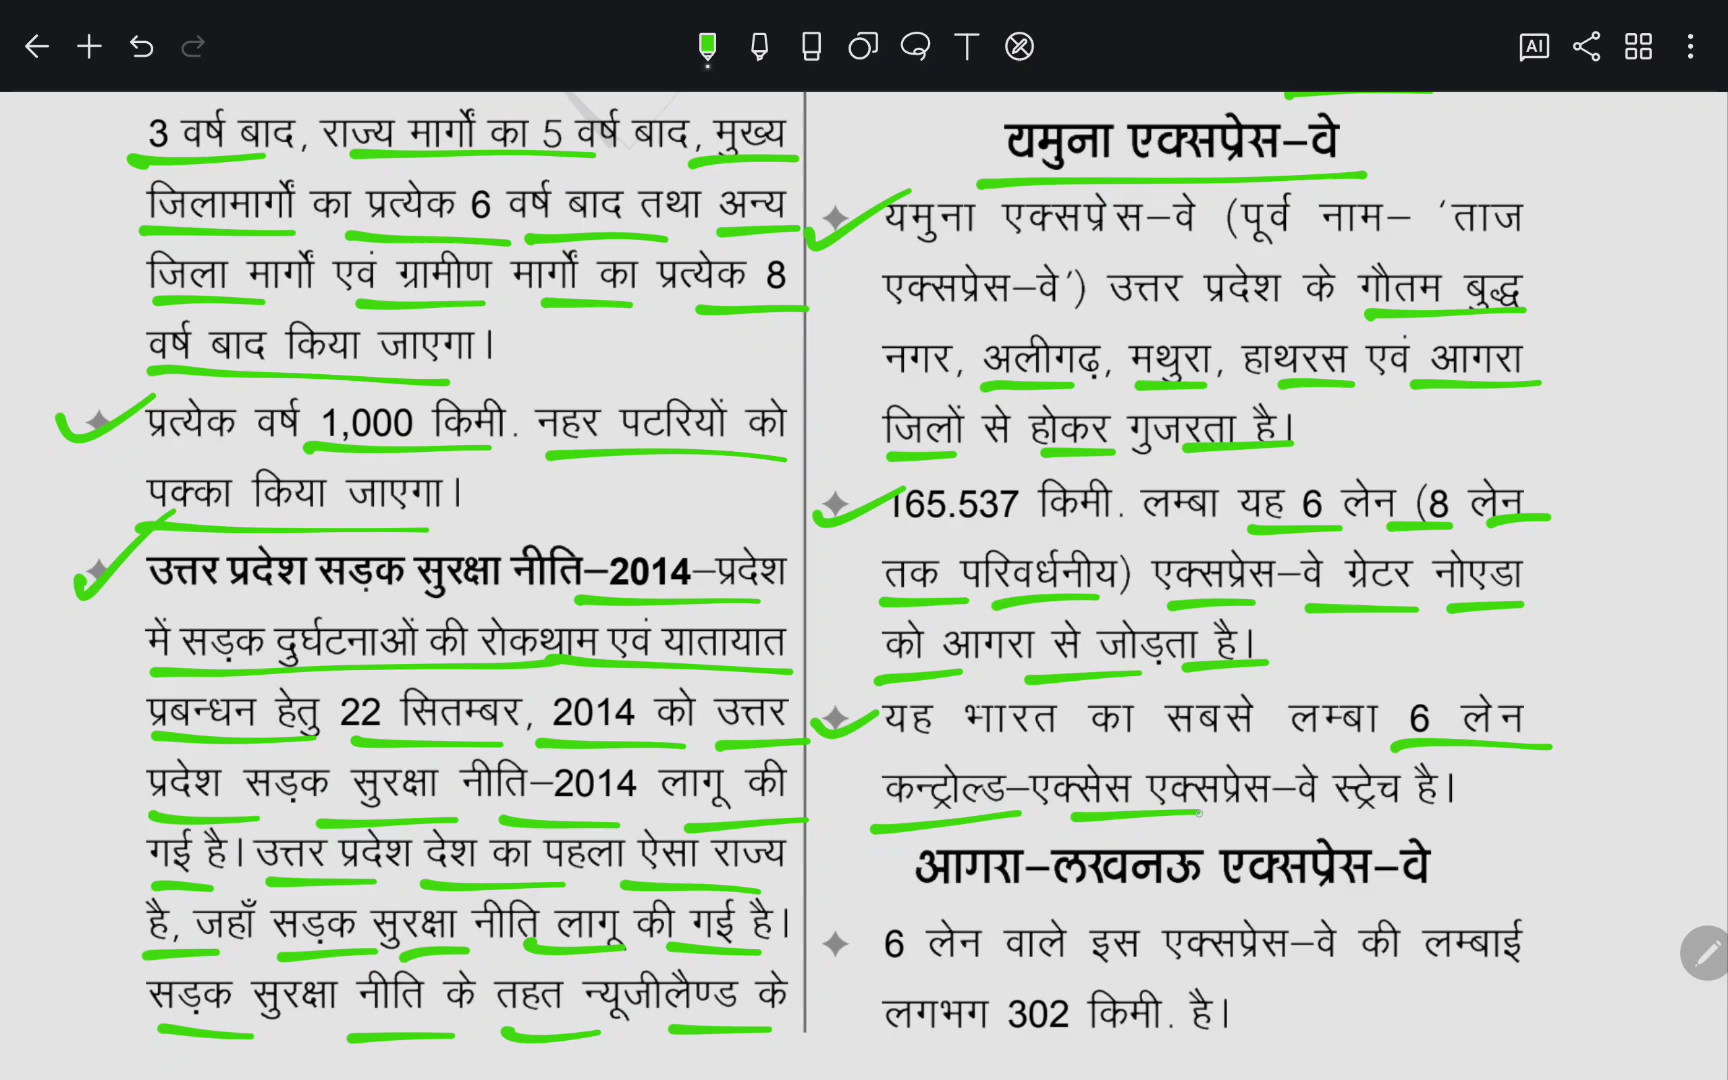 3 वर्ष बाद, राज्य मार्गों का 5 वर्ष बाद, मुख्य
जिलामार्गों का प्रत्येक 6 वर्ष बाद तथा अन्य
जिला मार्गों एवं ग्रामीण मार्गों का प्रत्येक 8
वर्ष बाद किया जाएगा।
प्रत्येक वर्ष 1,000 किमी. नहर पटरियों को
पक्का किया जाएगा।
उत्तर प्रदेश सड़क सुरक्षा नीति–2014–प्रदेश
में सड़क दुर्घटनाओं की रोकथाम एवं यातायात
प्रबन्धन हेतु 22 सितम्बर, 2014 को उत्तर
प्रदेश सड़क सुरक्षा नीति–2014 लागू की
गई है। उत्तर प्रदेश देश का पहला ऐसा राज्य
है, जहाँ सड़क सुरक्षा नीति लागू की गई है।
सड़क सुरक्षा नीति के तहत न्यूजीलैण्ड के
यमुना एक्सप्रेस–वे
यमुना एक्सप्रेस–वे (पूर्व नाम– ‘ताज
एक्सप्रेस–वे’) उत्तर प्रदेश के गौतम बुद्ध
नगर, अलीगढ़, मथुरा, हाथरस एवं आगरा
जिलों से होकर गुजरता है।
165.537 किमी. लम्बा यह 6 लेन (8 लेन
तक परिवर्धनीय) एक्सप्रेस–वे ग्रेटर नोएडा
को आगरा से जोड़ता है।
यह भारत का सबसे लम्बा 6 लेन
कन्ट्रोल्ड–एक्सेस एक्सप्रेस–वे स्ट्रेच है।
आगरा–लखनऊ एक्सप्रेस–वे
6 लेन वाले इस एक्सप्रेस–वे की लम्बाई
लगभग 302 किमी. है।